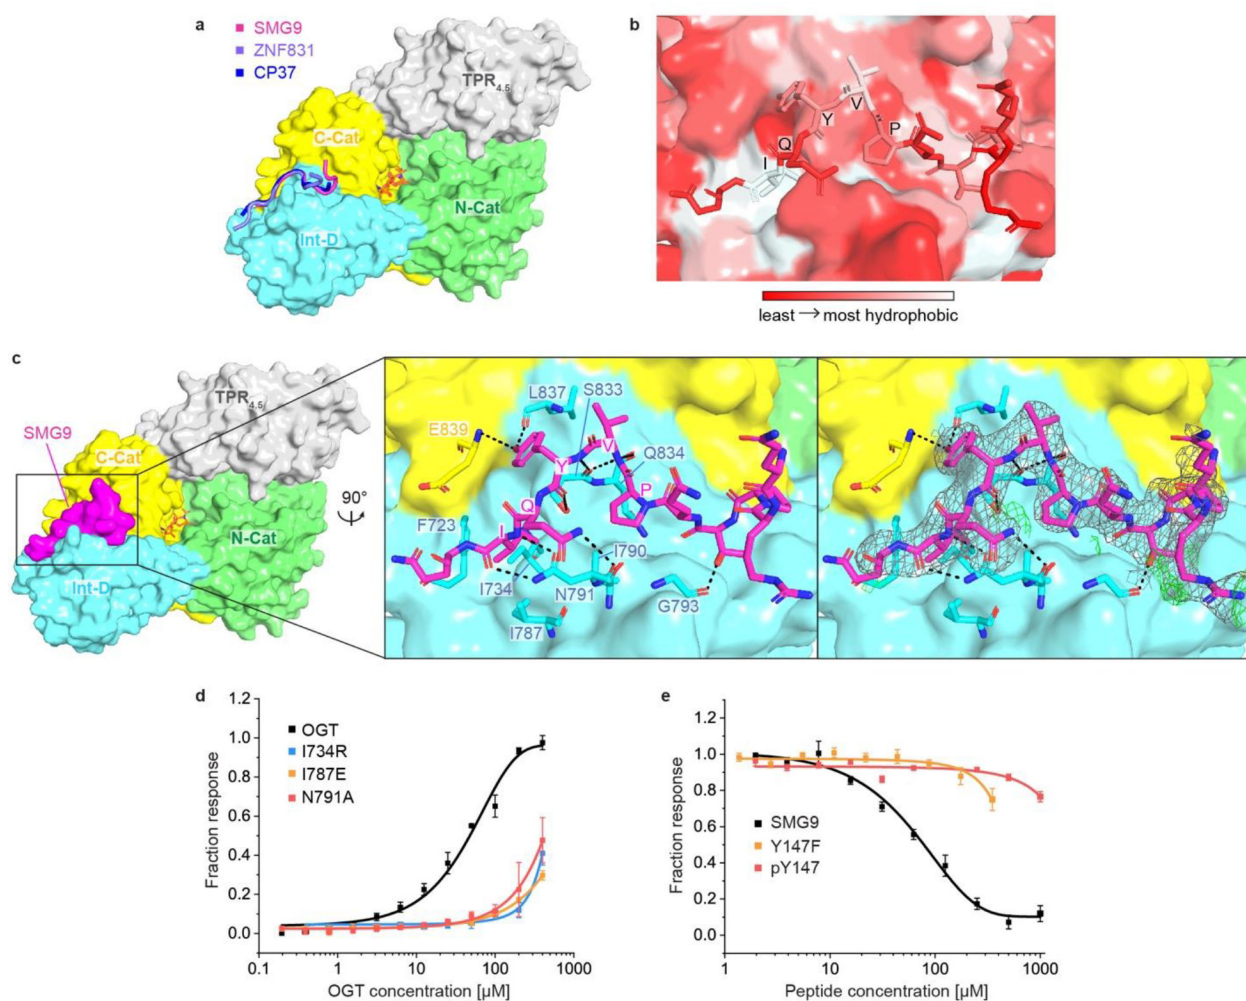 a
SMG9
ZNF831
CP37
TPR4.5
C-Cat
N-Cat
Int-D
b
V
Y
P
Q
I
least → most hydrophobic
c
SMG9
TPR4.5
C-Cat
N-Cat
Int-D
90°
L837
S833
E839
V
Y
Q834
P
Q
F723
I
I790
I734
N791
G793
I787
d
OGT
I734R
I787E
N791A
Fraction response
1.2
1.0
0.8
0.6
0.4
0.2
0.0
0.1
1
10
100
1000
OGT concentration [µM]
e
SMG9
Y147F
pY147
Fraction response
1.2
1.0
0.8
0.6
0.4
0.2
0.0
1
10
100
1000
Peptide concentration [µM]